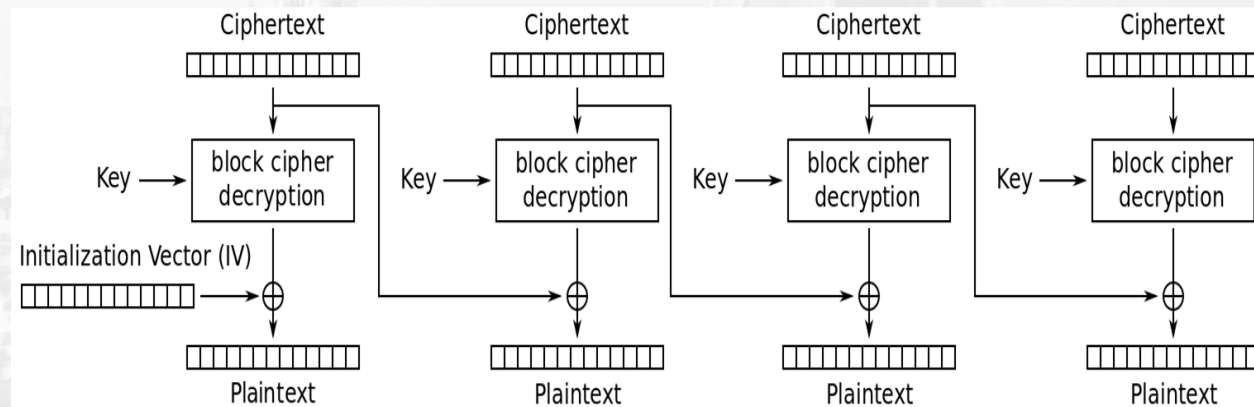 Ciphertext Ciphertext Ciphertext Ciphertext
Key block cipher decryption Key block cipher decryption Key block cipher decryption Key block cipher decryption
Initialization Vector (IV)
Plaintext Plaintext Plaintext Plaintext